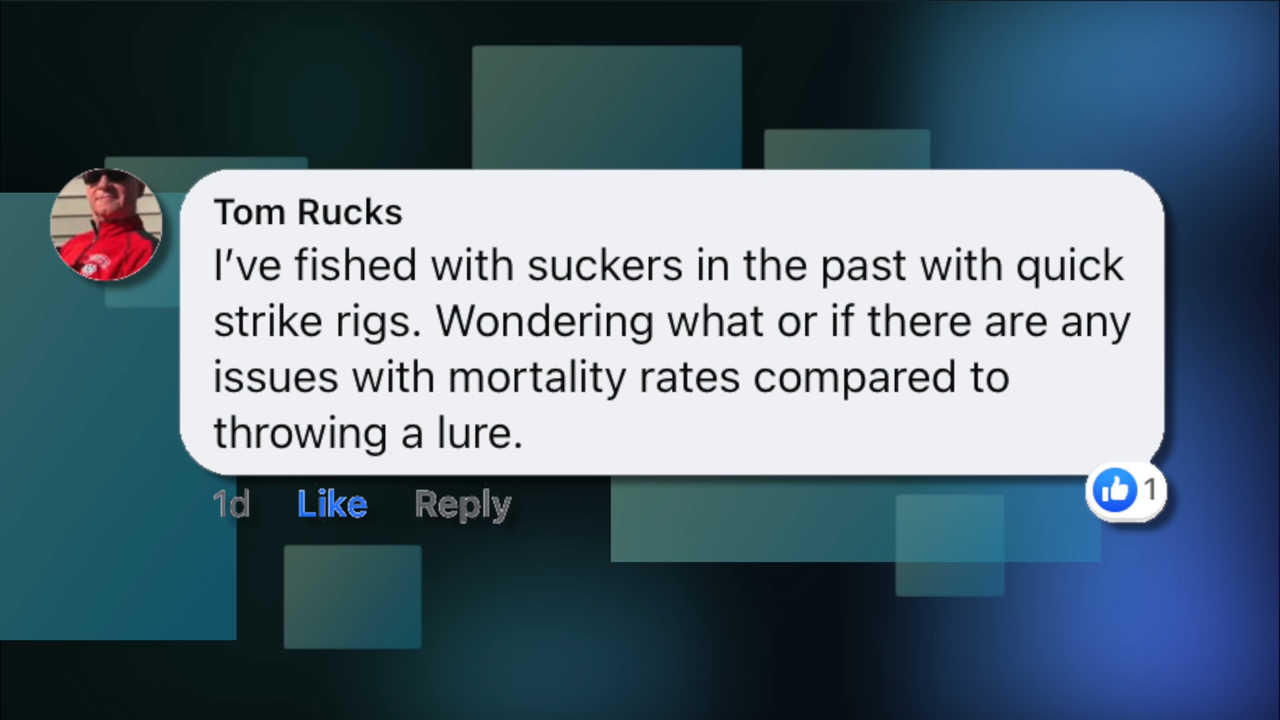 Tom Rucks
I’ve fished with suckers in the past with quick
strike rigs. Wondering what or if there are any
issues with mortality rates compared to
throwing a lure.
1d Like Reply
1